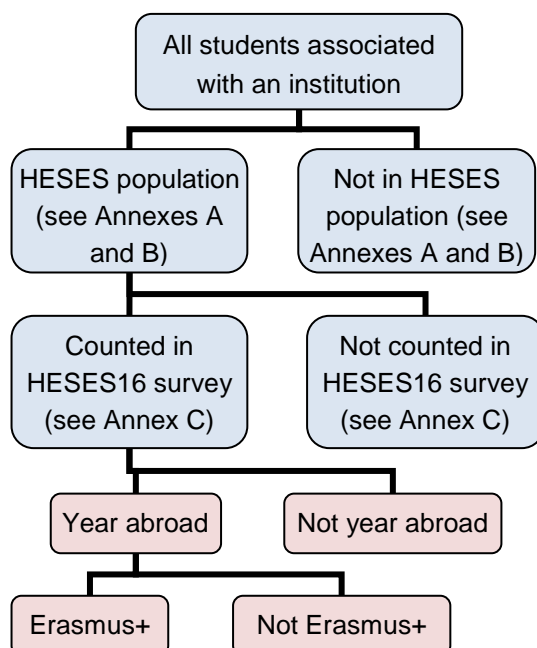 All students associated
with an institution
HESES population
(see Annexes A
and B)
Not in HESES
population (see
Annexes A and B)
Counted in
HESES16 survey
(see Annex C)
Not counted in
HESES16 survey
(see Annex C)
Year abroad
Not year abroad
Erasmus+
Not Erasmus+